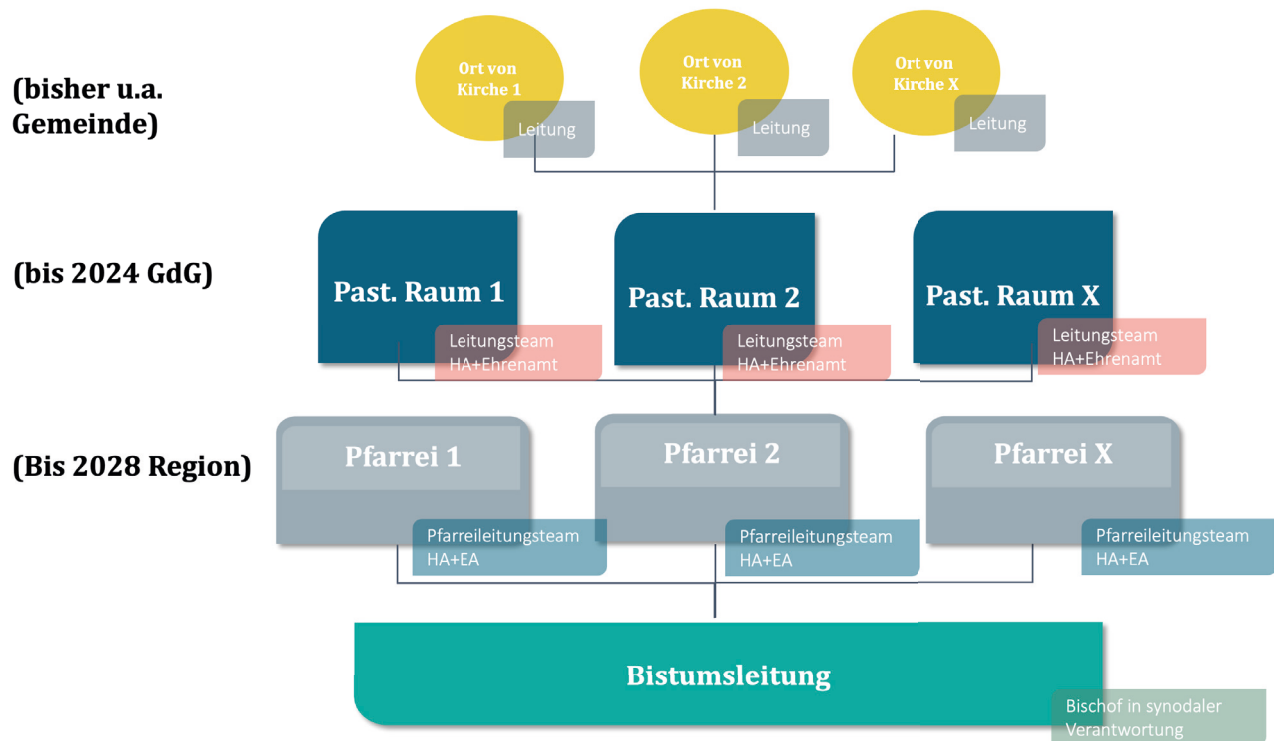 (bisher u.a.
Gemeinde)
Ort von
Kirche 1
Leitung
Ort von
Kirche 2
Leitung
Ort von
Kirche X
Leitung
(bis 2024 GdG)
Past. Raum 1
Leitungsteam
HA+Ehrenamt
Past. Raum 2
Leitungsteam
HA+Ehrenamt
Past. Raum X
Leitungsteam
HA+Ehrenamt
(Bis 2028 Region)
Pfarrei 1
Pfarreileitungsteam
HA+EA
Pfarrei 2
Pfarreileitungsteam
HA+EA
Pfarrei X
Pfarreileitungsteam
HA+EA
Bistumsleitung
Bischof in synodaler
Verantwortung